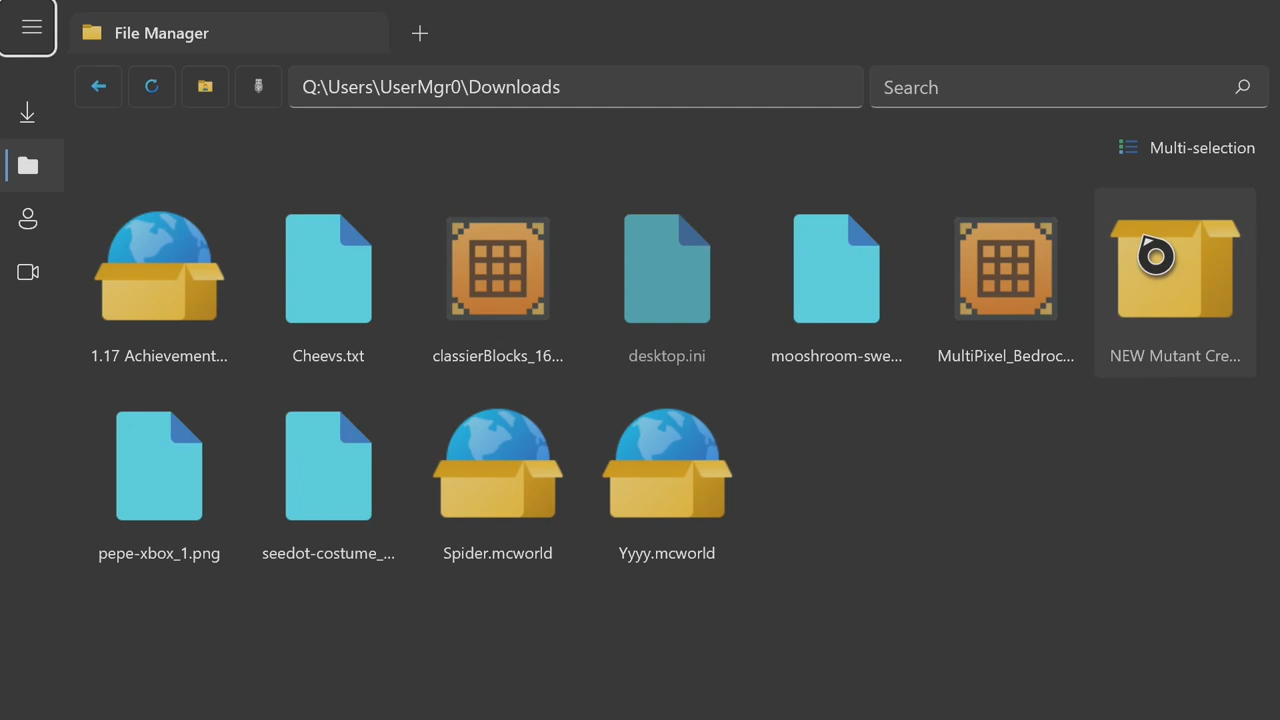 File Manager
Q:\Users\UserMgr0\Downloads
Search
Multi-selection
1.17 Achievement...
Cheevs.txt
classierBlocks_16...
desktop.ini
mooshroom-swe...
MultiPixel_Bedroc...
NEW Mutant Cre...
pepe-xbox_1.png
seedot-costume_...
Spider.mcworld
Yyyy.mcworld